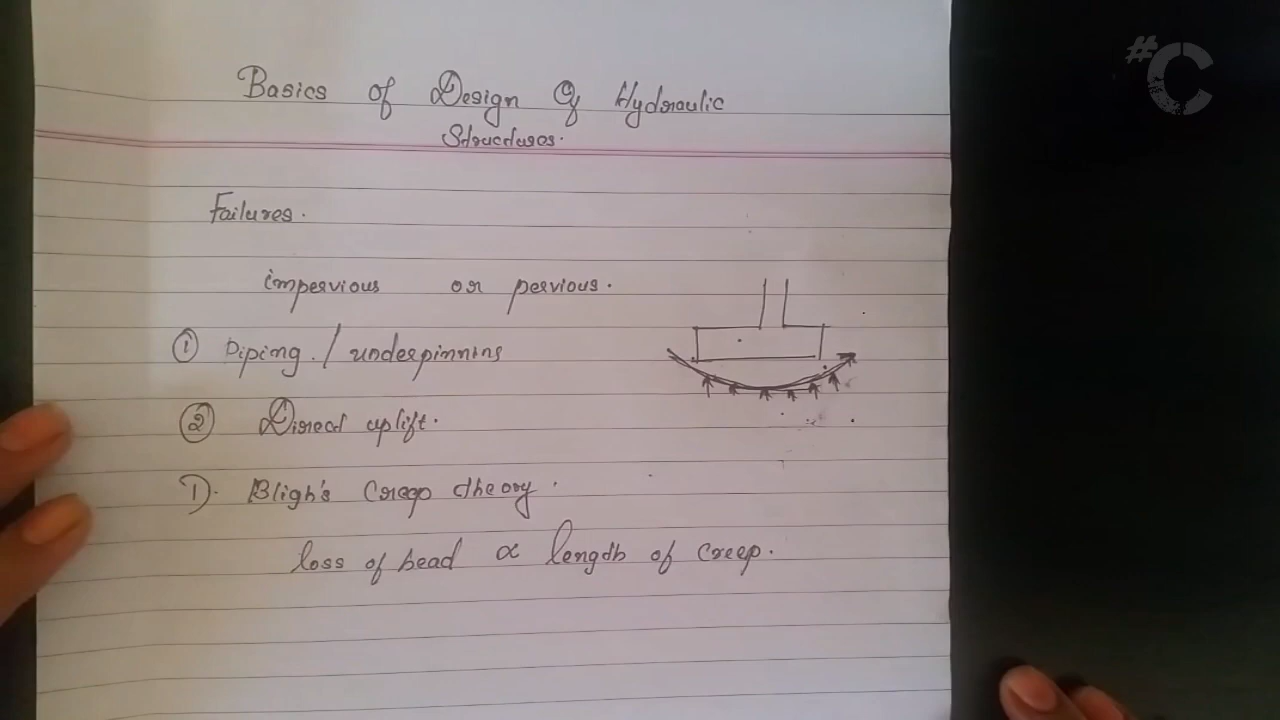 Basics of Design Of Hydraulic
Structures.
Failures.
impervious or pervious.
① Piping. / underpinning
② Direct uplift.
1). Bligh's Creep theory.
loss of head ∝ length of creep.
#C